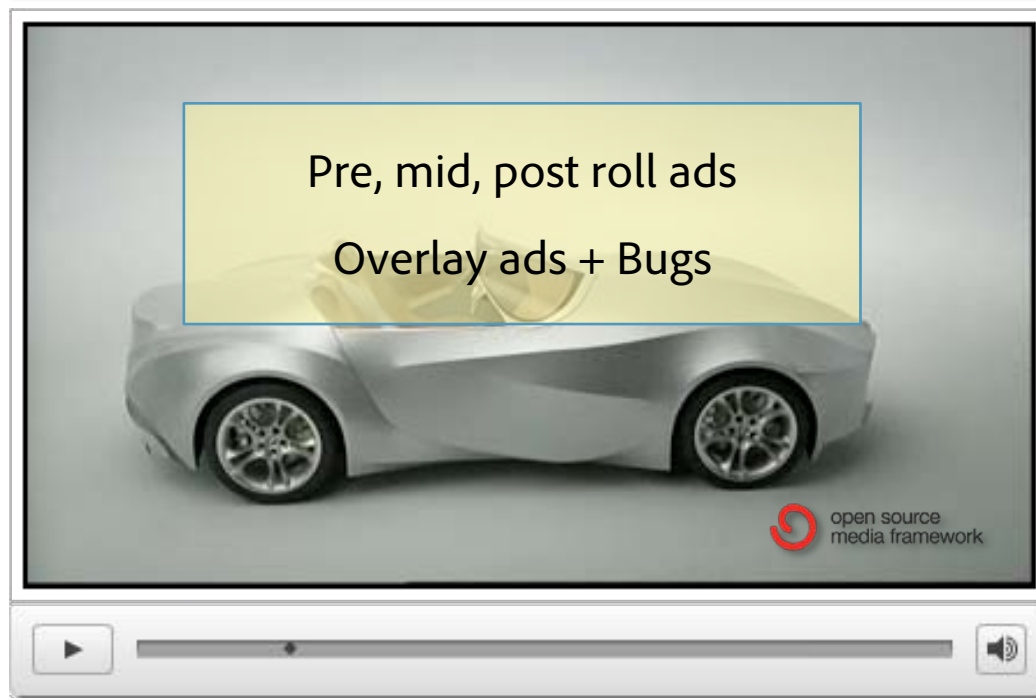 Pre, mid, post roll ads
Overlay ads + Bugs
open source
media framework